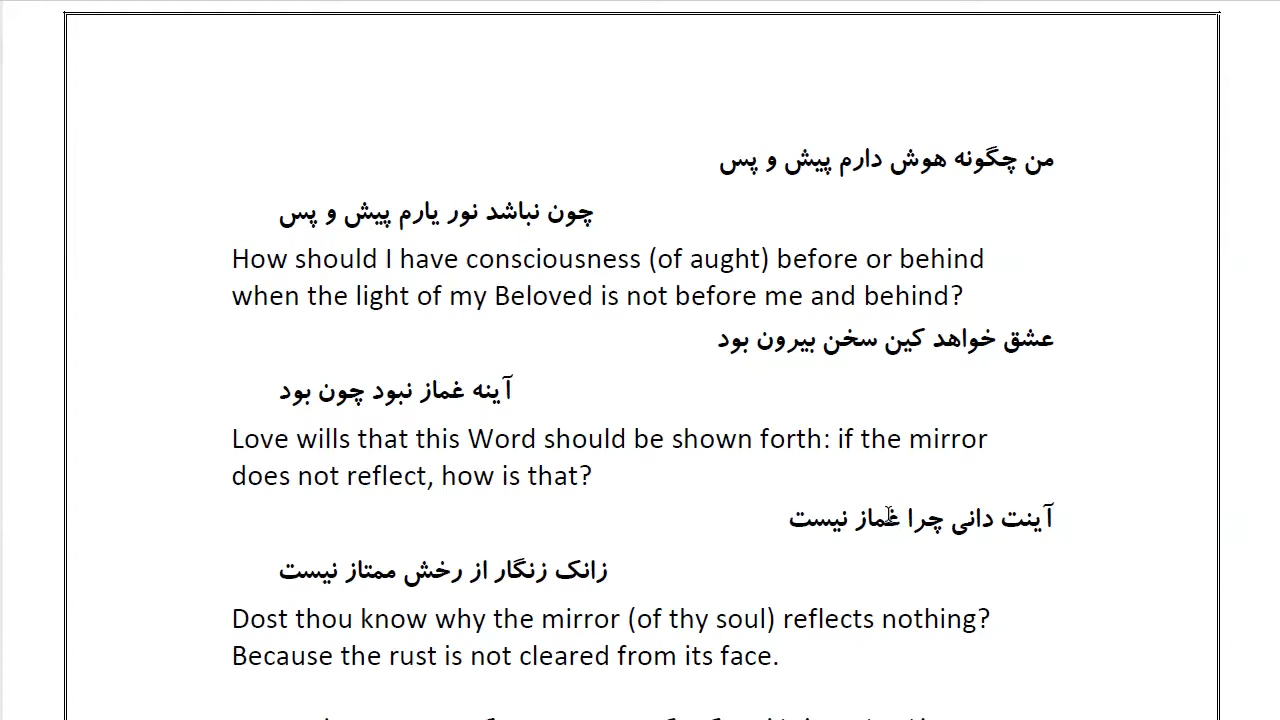 من چگونه هوش دارم پیش و پس
چون نباشد نور یارم پیش و پس
How should I have consciousness (of aught) before or behind
when the light of my Beloved is not before me and behind?
عشق خواهد کین سخن بیرون بود
آینه غماز نبود چون بود
Love wills that this Word should be shown forth: if the mirror
does not reflect, how is that?
آینت دانی چرا غماز نیست
زانک زنگار از رخش ممتاز نیست
Dost thou know why the mirror (of thy soul) reflects nothing?
Because the rust is not cleared from its face.